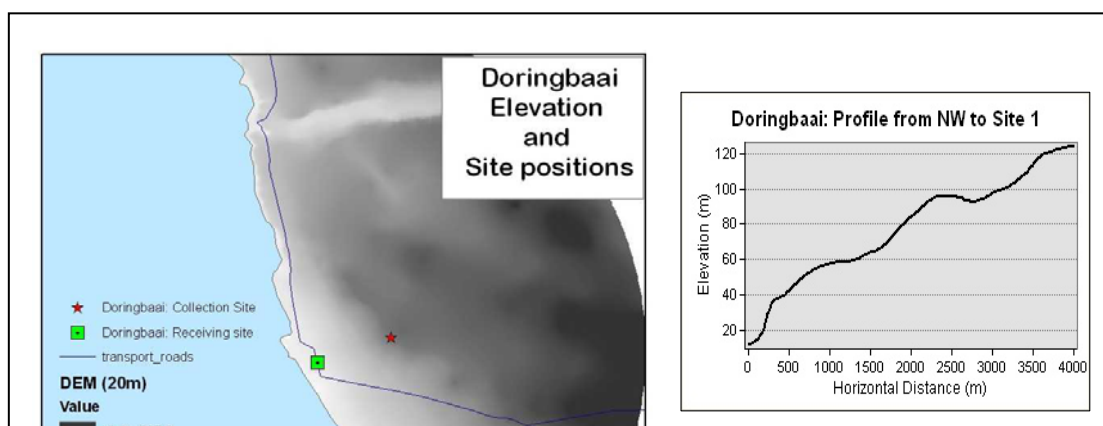 Doringbaai
Elevation
and
Site positions
Doringbaai: Collection Site
Doringbaai: Receiving site
transport_roads
DEM (20m)
Value
Doringbaai: Profile from NW to Site 1
Elevation (m)
120
100
80
60
40
20
0 500 1000 1500 2000 2500 3000 3500 4000
Horizontal Distance (m)